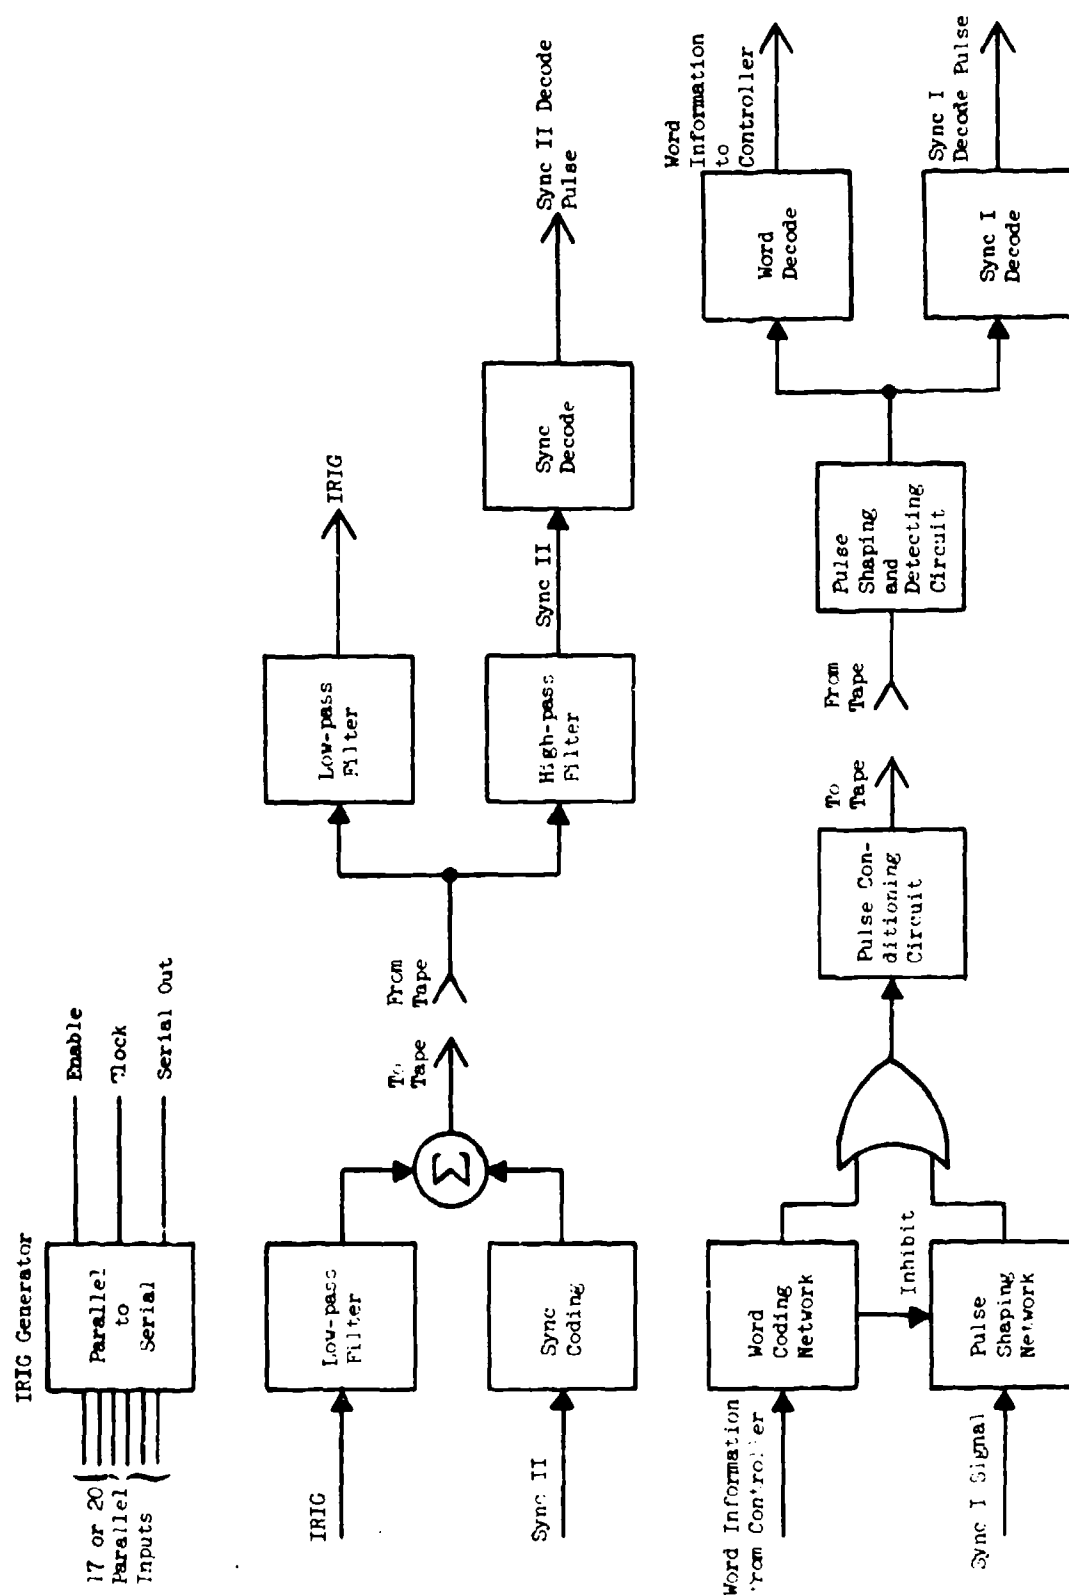 IRIG Generator
17 or 20
Parallel
Inputs
Parallel
to
Serial
Enable
Clock
Serial Out
IRIG
Low-pass
Filter
Sync II
Sync
Coding
Σ
To
Tape
From
Tape
Low-pass
Filter
IRIG
High-pass
Filter
Sync II
Sync
Decode
Sync II Decode
Pulse
Word Information
from Controller
Word
Coding
Network
Inhibit
Sync I Signal
Pulse
Shaping
Network
Pulse Con-
ditioning
Circuit
To
Tape
From
Tape
Pulse
Shaping
and
Detecting
Circuit
Word
Decode
Word
Information
to
Controller
Sync I
Decode
Sync I
Decode Pulse